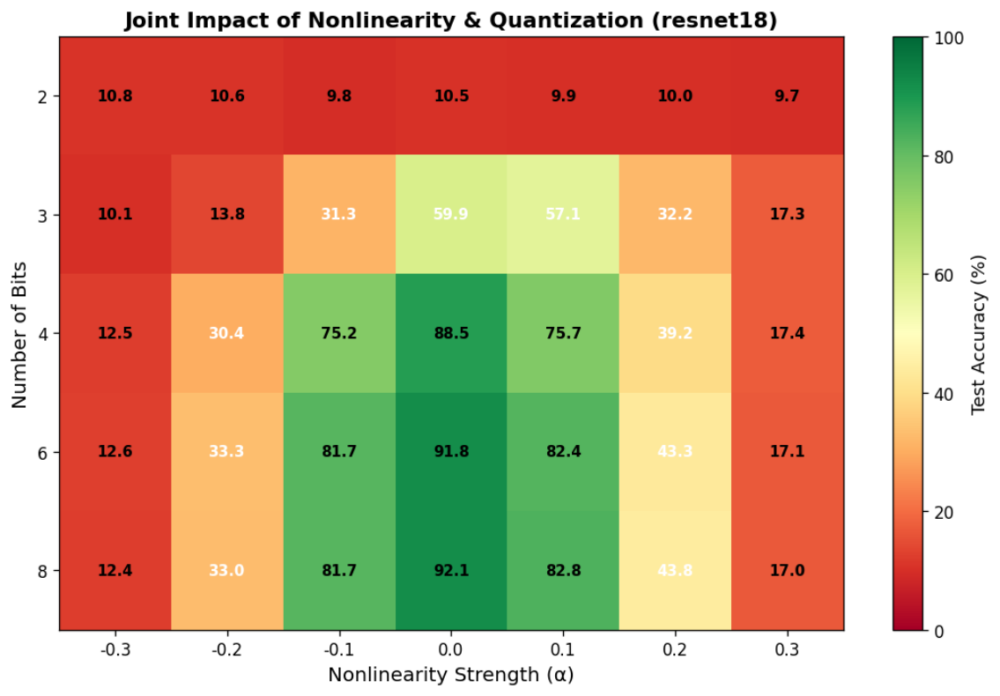 Joint Impact of Nonlinearity & Quantization (resnet18)
Number of Bits
2 10.8 10.6 9.8 10.5 9.9 10.0 9.7
3 10.1 13.8 31.3 59.9 57.1 32.2 17.3
4 12.5 30.4 75.2 88.5 75.7 39.2 17.4
6 12.6 33.3 81.7 91.8 82.4 43.3 17.1
8 12.4 33.0 81.7 92.1 82.8 43.8 17.0
-0.3 -0.2 -0.1 0.0 0.1 0.2 0.3
Nonlinearity Strength (α)
100
80
60
40
20
0
Test Accuracy (%)